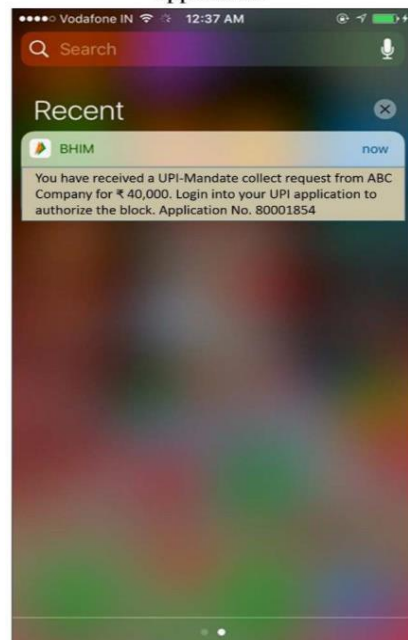 Vodafone IN 12:37 AM
Search
Recent
BHIM now
You have received a UPI-Mandate collect request from ABC
Company for ₹ 40,000. Login into your UPI application to
authorize the block. Application No. 80001854